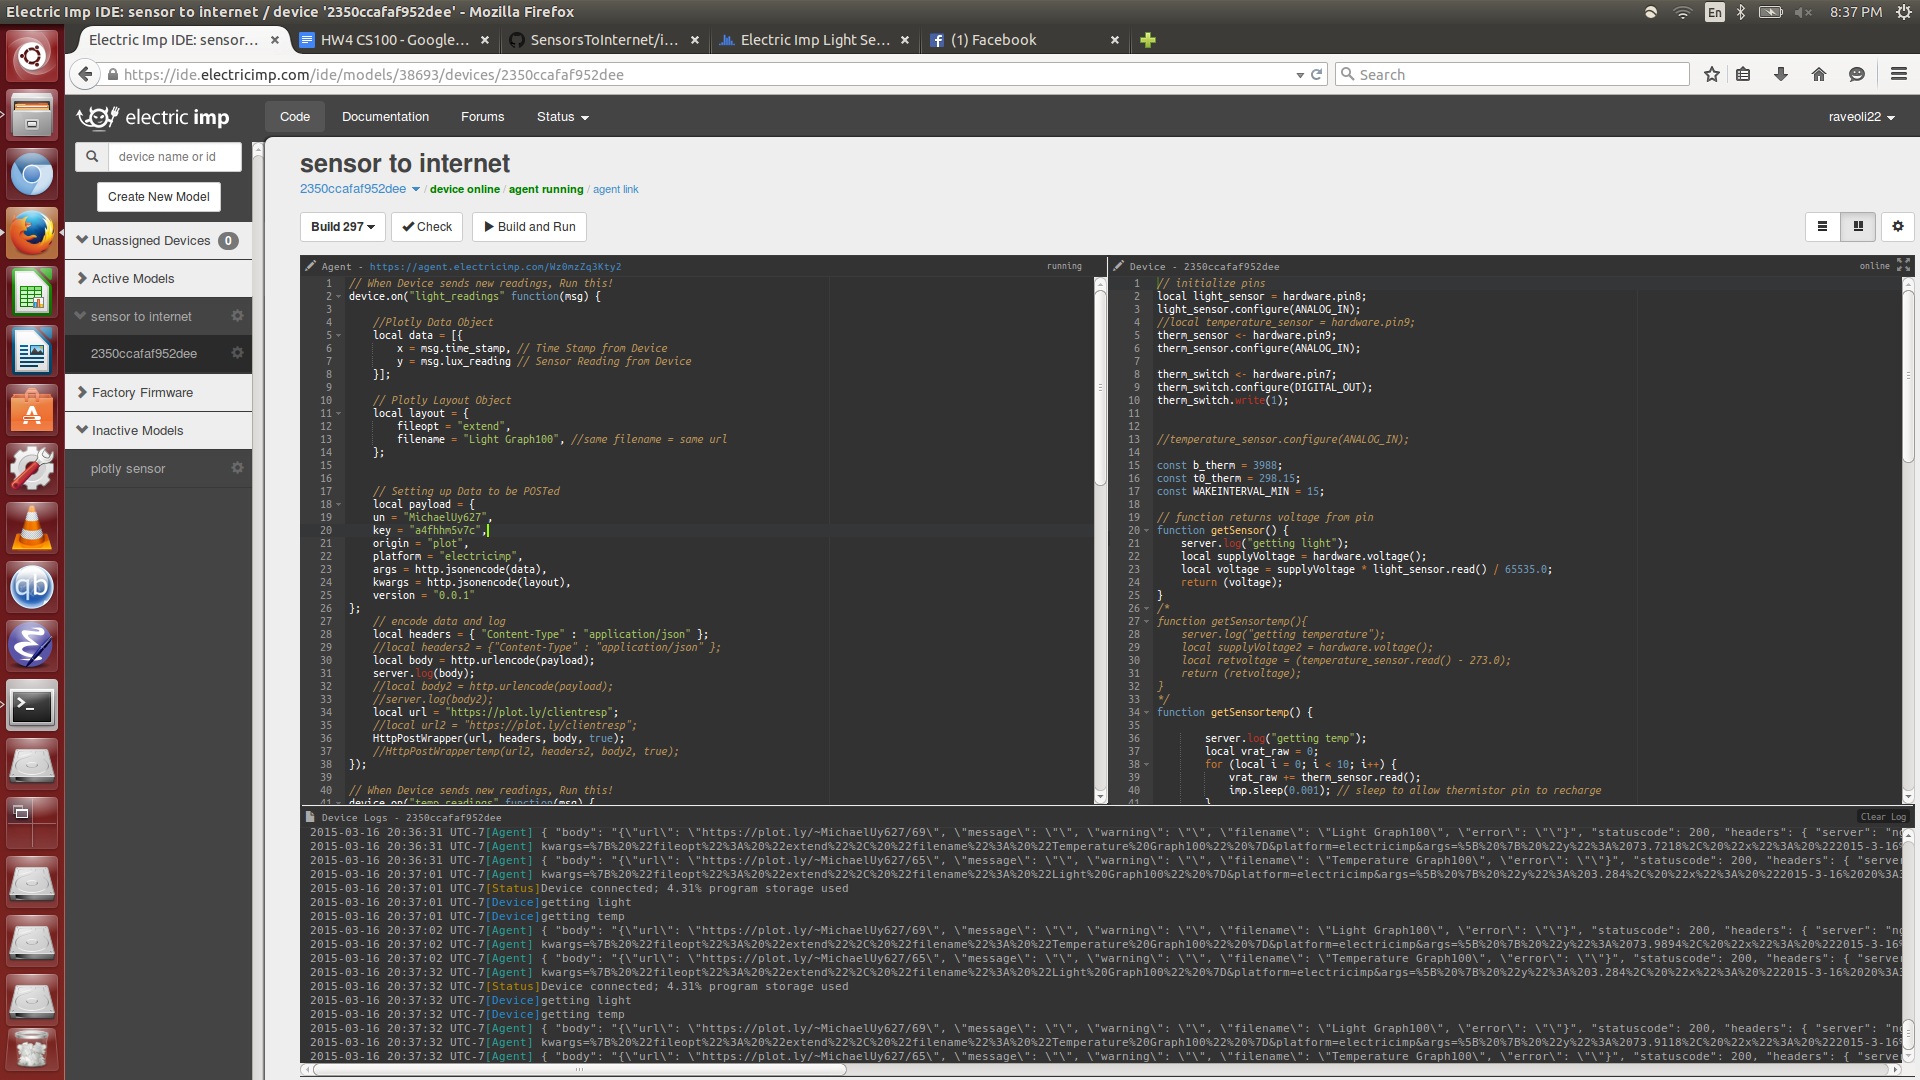 Electric Imp IDE: sensor to internet / device '2350ccafaf952dee' - Mozilla Firefox
En
8:37 PM
Electric Imp IDE: sensor...
HW4 CS100 - Google...
SensorsToInternet/i...
Electric Imp Light Se...
(1) Facebook
https://ide.electricimp.com/ide/models/38693/devices/2350ccafaf952dee
Search
electric imp
Code
Documentation
Forums
Status
raveoli22
device name or id
Create New Model
Unassigned Devices 0
Active Models
sensor to internet
2350ccafaf952dee
Factory Firmware
Inactive Models
plotly sensor
sensor to internet
2350ccafaf952dee / device online / agent running / agent link
Build 297
Check
Build and Run
Agent - https://agent.electricimp.com/Wz0mzZq3Kty2
running
1 // When Device sends new readings, Run this!
2 device.on("light_readings" function(msg) {
3
4 //Plotly Data Object
5 local data = [{
6 x = msg.time_stamp, // Time Stamp from Device
7 y = msg.lux_reading // Sensor Reading from Device
8 }];
9
10 // Plotly Layout Object
11 local layout = {
12 fileopt = "extend",
13 filename = "Light Graph100", //same filename = same url
14 };
15
16
17 // Setting up Data to be POSTed
18 local payload = {
19 un = "MichaelUy627",
20 key = "a4fhhm5v7c",
21 origin = "plot",
22 platform = "electricimp",
23 args = http.jsonencode(data),
24 kwargs = http.jsonencode(layout),
25 version = "0.0.1"
26 };
27 // encode data and log
28 local headers = { "Content-Type" : "application/json" };
29 //local headers2 = {"Content-Type" : "application/json" };
30 local body = http.urlencode(payload);
31 server.log(body);
32 //local body2 = http.urlencode(payload);
33 //server.log(body2);
34 local url = "https://plot.ly/clientresp";
35 //local url2 = "https://plot.ly/clientresp";
36 HttpPostWrapper(url, headers, body, true);
37 //HttpPostWrappertemp(url2, headers2, body2, true);
38 });
39
40 // When Device sends new readings, Run this!
41 device.on("temp_readings" function(msg) {
Device - 2350ccafaf952dee
online
1 // initialize pins
2 local light_sensor = hardware.pin8;
3 light_sensor.configure(ANALOG_IN);
4 //local temperature_sensor = hardware.pin9;
5 therm_sensor <- hardware.pin9;
6 therm_sensor.configure(ANALOG_IN);
7
8 therm_switch <- hardware.pin7;
9 therm_switch.configure(DIGITAL_OUT);
10 therm_switch.write(1);
11
12
13 //temperature_sensor.configure(ANALOG_IN);
14
15 const b_therm = 3988;
16 const t0_therm = 298.15;
17 const WAKEINTERVAL_MIN = 15;
18
19 // function returns voltage from pin
20 function getSensor() {
21 server.log("getting light");
22 local supplyVoltage = hardware.voltage();
23 local voltage = supplyVoltage * light_sensor.read() / 65535.0;
24 return (voltage);
25 }
26 /*
27 function getSensortemp(){
28 server.log("getting temperature");
29 local supplyVoltage2 = hardware.voltage();
30 local retvoltage = (temperature_sensor.read() - 273.0);
31 return (retvoltage);
32 }
33 */
34 function getSensortemp() {
35
36 server.log("getting temp");
37 local vrat_raw = 0;
38 for (local i = 0; i < 10; i++) {
39 vrat_raw += therm_sensor.read();
40 imp.sleep(0.001); // sleep to allow thermistor pin to recharge
41 }
Device Logs - 2350ccafaf952dee
Clear Log
2015-03-16 20:36:31 UTC-7[Agent] { "body": "{\"url\": \"https://plot.ly/~MichaelUy627/69\", \"message\": \"\", \"warning\": \"\", \"filename\": \"Light Graph100\", \"error\": \"\"}", "statuscode": 200, "headers": { "server": "ng
2015-03-16 20:36:31 UTC-7[Agent] kwargs=%7B%20%22fileopt%22%3A%20%22extend%22%2C%20%22filename%22%3A%20%22Temperature%20Graph100%22%20%7D&platform=electricimp&args=%5B%20%7B%20%22y%22%3A%2073.7218%2C%20%22x%22%3A%20%222015-3-16%
2015-03-16 20:36:31 UTC-7[Agent] { "body": "{\"url\": \"https://plot.ly/~MichaelUy627/65\", \"message\": \"\", \"warning\": \"\", \"filename\": \"Temperature Graph100\", \"error\": \"\"}", "statuscode": 200, "headers": { "serve
2015-03-16 20:37:01 UTC-7[Agent] kwargs=%7B%20%22fileopt%22%3A%20%22extend%22%2C%20%22filename%22%3A%20%22Light%20Graph100%22%20%7D&platform=electricimp&args=%5B%20%7B%20%22y%22%3A%203.284%2C%20%22x%22%3A%20%222015-3-16%2020%3A3
2015-03-16 20:37:01 UTC-7[Status]Device connected; 4.31% program storage used
2015-03-16 20:37:01 UTC-7[Device]getting light
2015-03-16 20:37:01 UTC-7[Device]getting temp
2015-03-16 20:37:02 UTC-7[Agent] { "body": "{\"url\": \"https://plot.ly/~MichaelUy627/69\", \"message\": \"\", \"warning\": \"\", \"filename\": \"Light Graph100\", \"error\": \"\"}", "statuscode": 200, "headers": { "server": "ng
2015-03-16 20:37:02 UTC-7[Agent] kwargs=%7B%20%22fileopt%22%3A%20%22extend%22%2C%20%22filename%22%3A%20%22Temperature%20Graph100%22%20%7D&platform=electricimp&args=%5B%20%7B%20%22y%22%3A%2073.9894%2C%20%22x%22%3A%20%222015-3-16%
2015-03-16 20:37:02 UTC-7[Agent] { "body": "{\"url\": \"https://plot.ly/~MichaelUy627/65\", \"message\": \"\", \"warning\": \"\", \"filename\": \"Temperature Graph100\", \"error\": \"\"}", "statuscode": 200, "headers": { "serve
2015-03-16 20:37:32 UTC-7[Agent] kwargs=%7B%20%22fileopt%22%3A%20%22extend%22%2C%20%22filename%22%3A%20%22Light%20Graph100%22%20%7D&platform=electricimp&args=%5B%20%7B%20%22y%22%3A%203.284%2C%20%22x%22%3A%20%222015-3-16%2020%3A3
2015-03-16 20:37:32 UTC-7[Status]Device connected; 4.31% program storage used
2015-03-16 20:37:32 UTC-7[Device]getting light
2015-03-16 20:37:32 UTC-7[Device]getting temp
2015-03-16 20:37:32 UTC-7[Agent] { "body": "{\"url\": \"https://plot.ly/~MichaelUy627/69\", \"message\": \"\", \"warning\": \"\", \"filename\": \"Light Graph100\", \"error\": \"\"}", "statuscode": 200, "headers": { "server": "ng
2015-03-16 20:37:32 UTC-7[Agent] kwargs=%7B%20%22fileopt%22%3A%20%22extend%22%2C%20%22filename%22%3A%20%22Temperature%20Graph100%22%20%7D&platform=electricimp&args=%5B%20%7B%20%22y%22%3A%2073.9118%2C%20%22x%22%3A%20%222015-3-16%
2015-03-16 20:37:32 UTC-7[Agent] { "body": "{\"url\": \"https://plot.ly/~MichaelUy627/65\", \"message\": \"\", \"warning\": \"\", \"filename\": \"Temperature Graph100\", \"error\": \"\"}", "statuscode": 200, "headers": { "serve
qb